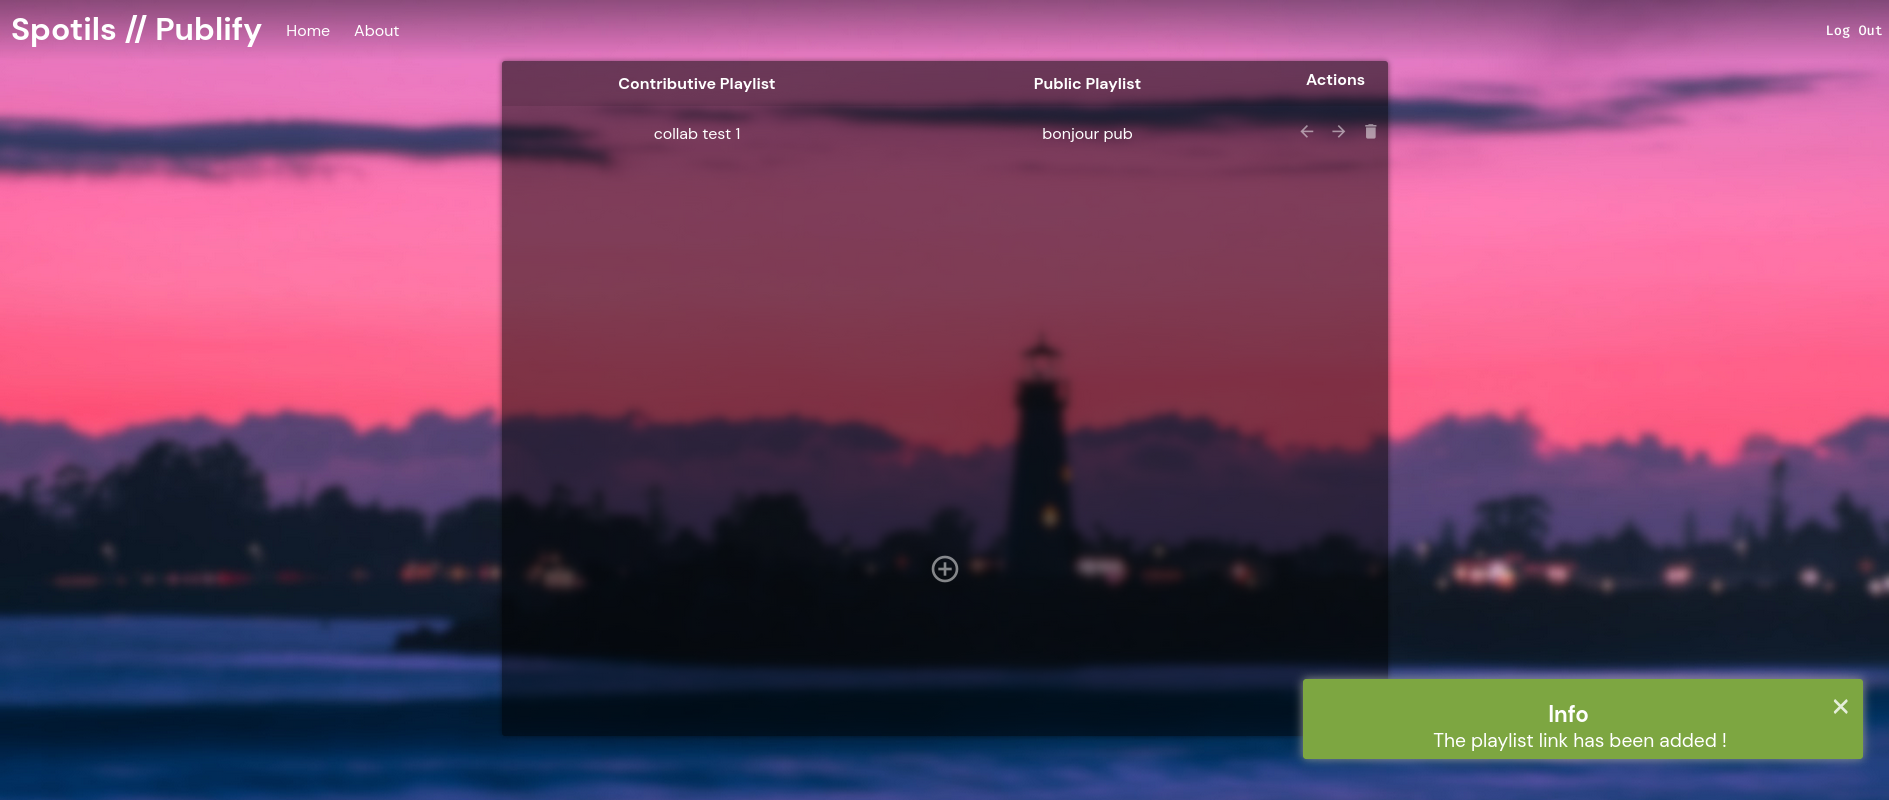 Spotils // Publify Home About Log Out
Contributive Playlist Public Playlist Actions
collab test 1 bonjour pub
Info
The playlist link has been added !